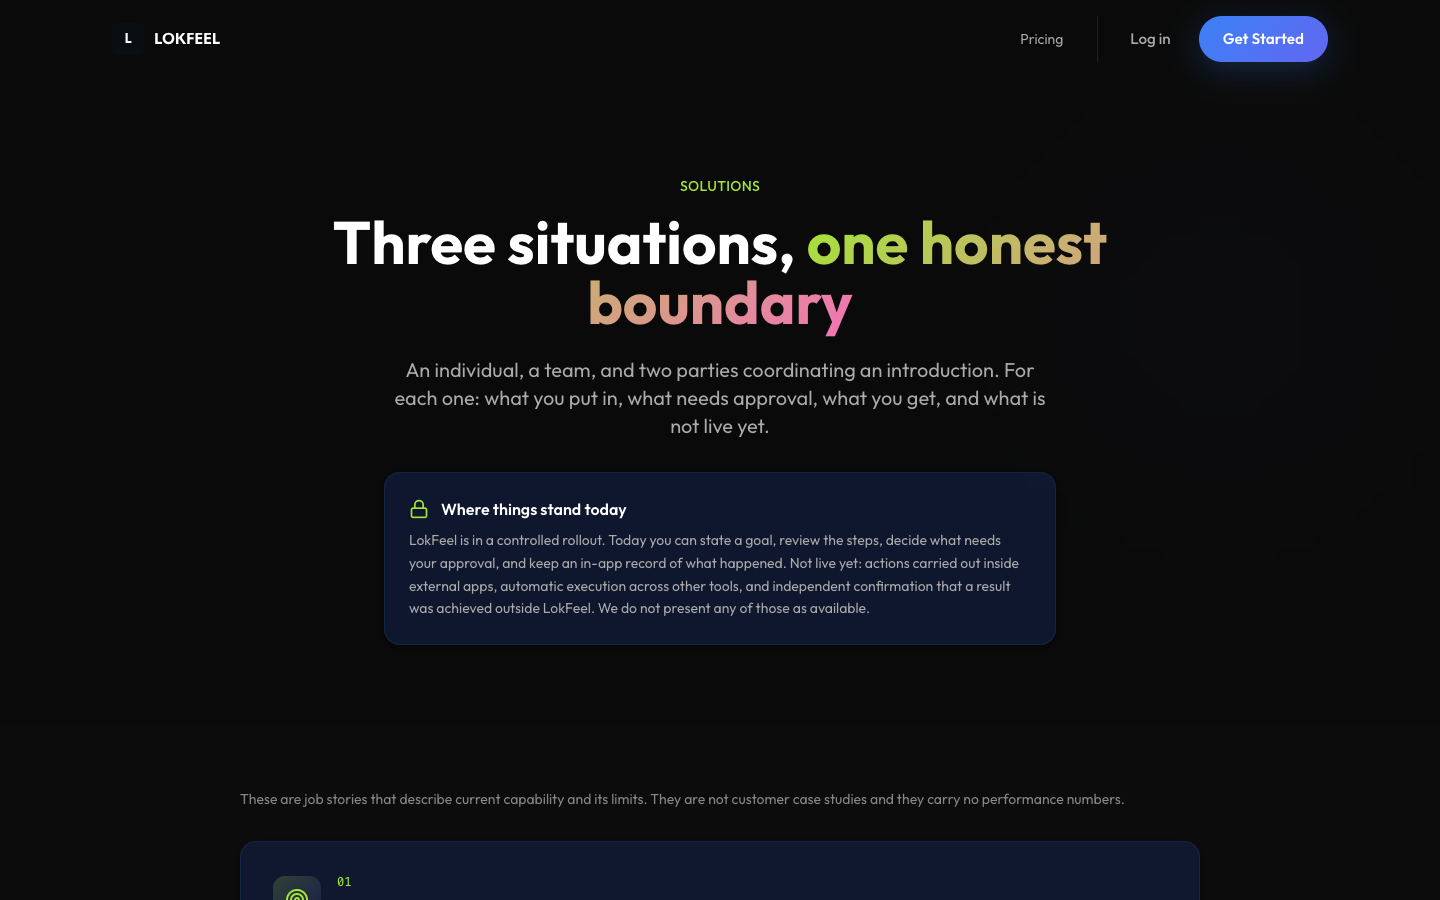 L LOKFEEL
Pricing
Log in
Get Started
SOLUTIONS
Three situations, one honest
boundary
An individual, a team, and two parties coordinating an introduction. For
each one: what you put in, what needs approval, what you get, and what is
not live yet.
Where things stand today
LokFeel is in a controlled rollout. Today you can state a goal, review the steps, decide what needs
your approval, and keep an in-app record of what happened. Not live yet: actions carried out inside
external apps, automatic execution across other tools, and independent confirmation that a result
was achieved outside LokFeel. We do not present any of those as available.
These are job stories that describe current capability and its limits. They are not customer case studies and they carry no performance numbers.
01